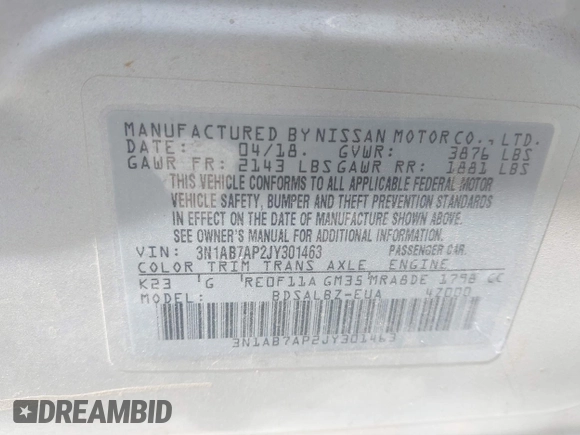 MANUFACTURED BY NISSAN MOTOR CO., LTD.
DATE: 04/18. GVWR: 3876 LBS
GAWR FR: 2143 LBS GAWR RR: 1881 LBS
THIS VEHICLE CONFORMS TO ALL APPLICABLE FEDERAL MOTOR
VEHICLE SAFETY, BUMPER AND THEFT PREVENTION STANDARDS
IN EFFECT ON THE DATE OF MANUFACTURE SHOWN ABOVE.
SEE OWNER'S MANUAL FOR ADDITIONAL INFORMATION
VIN: 3N1AB7AP2JY301463 PASSENGER CAR.
COLOR TRIM TRANS AXLE ENGINE
K23 G RE0F11A GM35 MRA8DE 1798 CC
MODEL: BDSALBZ-EUA 42000
3N1AB7AP2JY301463
DREAMBID